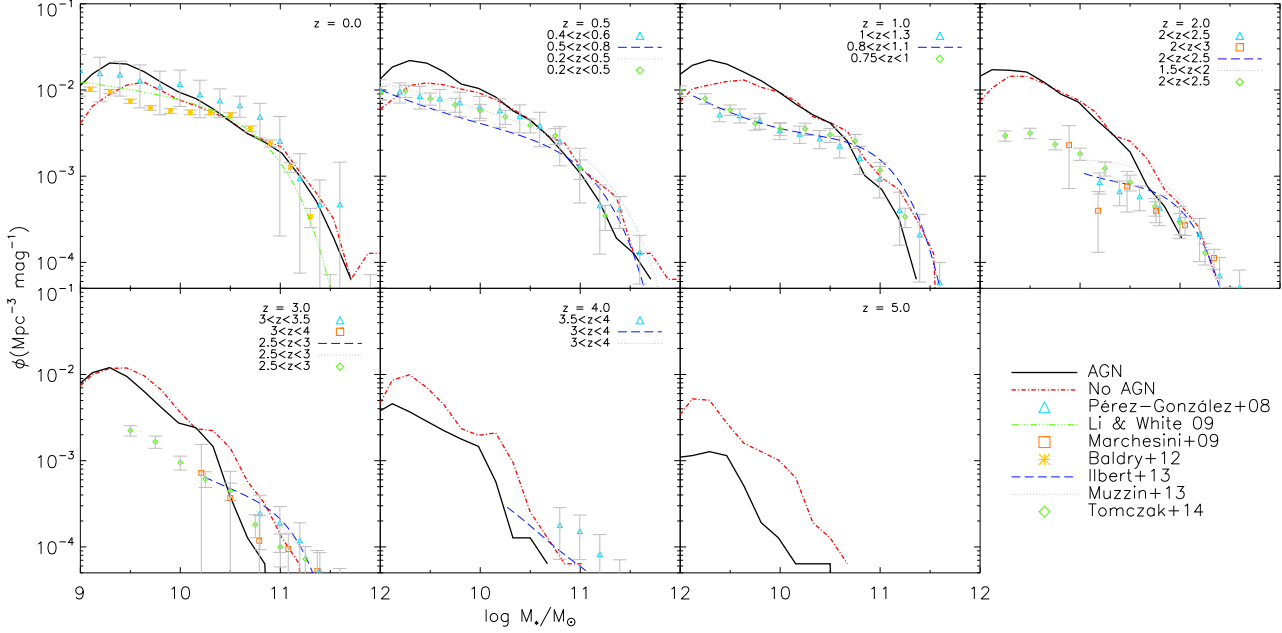 z = 0.0
z = 0.5
0.4<z<0.6
0.5<z<0.8
0.2<z<0.5
0.2<z<0.5
z = 1.0
1<z<1.3
0.8<z<1.1
0.75<z<1
z = 2.0
2<z<2.5
2<z<3
2<z<2.5
1.5<z<2
2<z<2.5
10⁻¹
10⁻²
10⁻³
10⁻⁴
z = 3.0
3<z<3.5
3<z<4
2.5<z<3
2.5<z<3
2.5<z<3
z = 4.0
3.5<z<4
3<z<4
3<z<4
z = 5.0
10⁻¹
10⁻²
10⁻³
10⁻⁴
ϕ(Mpc⁻³ mag⁻¹)
AGN
No AGN
Pérez−González+08
Li & White 09
Marchesini+09
Baldry+12
Ilbert+13
Muzzin+13
Tomczak+14
9 10 11 12 10 11 12 10 11 12 10 11 12
log M*/M☉